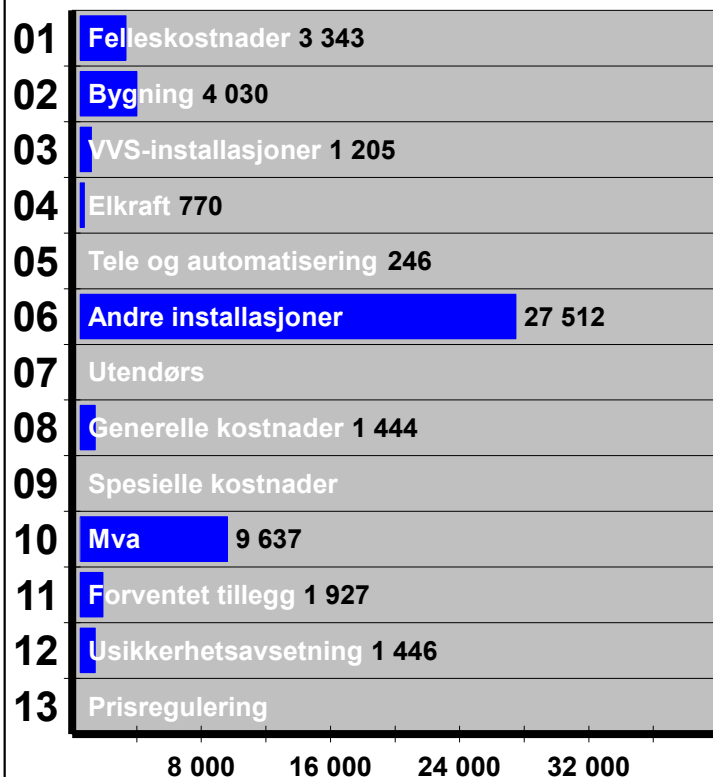 01 Felleskostnader 3 343
02 Bygning 4 030
03 VVS-installasjoner 1 205
04 Elkraft 770
05 Tele og automatisering 246
06 Andre installasjoner 27 512
07 Utendørs
08 Generelle kostnader 1 444
09 Spesielle kostnader
10 Mva 9 637
11 Forventet tillegg 1 927
12 Usikkerhetsavsetning 1 446
13 Prisregulering
8 000 16 000 24 000 32 000